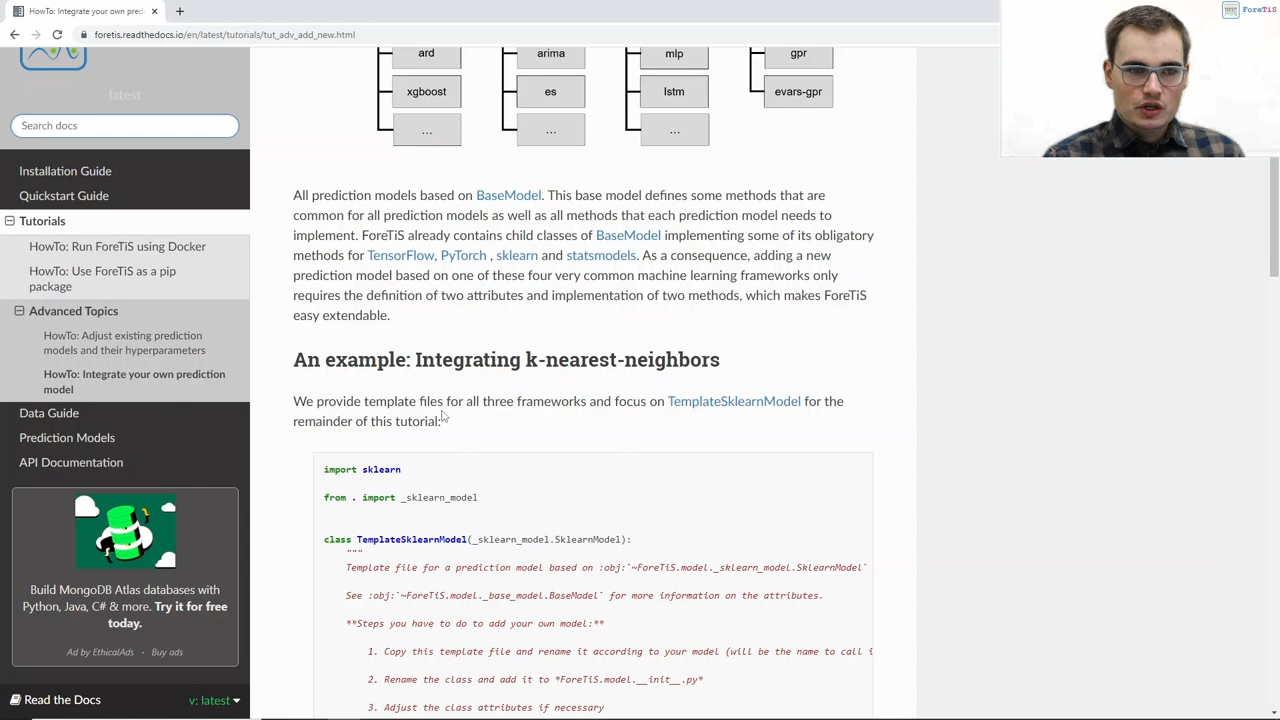 HowTo: Integrate your own pred
foretis.readthedocs.io/en/latest/tutorials/tut_adv_add_new.html
ForeTiS
latest
Search docs
Installation Guide
Quickstart Guide
Tutorials
HowTo: Run ForeTiS using Docker
HowTo: Use ForeTiS as a pip
package
Advanced Topics
HowTo: Adjust existing prediction
models and their hyperparameters
HowTo: Integrate your own prediction
model
Data Guide
Prediction Models
API Documentation
Build MongoDB Atlas databases with
Python, Java, C# & more. Try it for free
today.
Ad by EthicalAds · Buy ads
Read the Docs
v: latest
ard arima mlp gpr
xgboost es lstm evars-gpr
... ... ...
All prediction models based on BaseModel. This base model defines some methods that are
common for all prediction models as well as all methods that each prediction model needs to
implement. ForeTiS already contains child classes of BaseModel implementing some of its obligatory
methods for TensorFlow, PyTorch , sklearn and statsmodels. As a consequence, adding a new
prediction model based on one of these four very common machine learning frameworks only
requires the definition of two attributes and implementation of two methods, which makes ForeTiS
easy extendable.
An example: Integrating k-nearest-neighbors
We provide template files for all three frameworks and focus on TemplateSklearnModel for the
remainder of this tutorial:
import sklearn
from . import _sklearn_model
class TemplateSklearnModel(_sklearn_model.SklearnModel):
"""
Template file for a prediction model based on :obj:`~ForeTiS.model._sklearn_model.SklearnModel`
See :obj:`~ForeTiS.model._base_model.BaseModel` for more information on the attributes.
**Steps you have to do to add your own model:**
1. Copy this template file and rename it according to your model (will be the name to call i
2. Rename the class and add it to *ForeTiS.model.__init__.py*
3. Adjust the class attributes if necessary